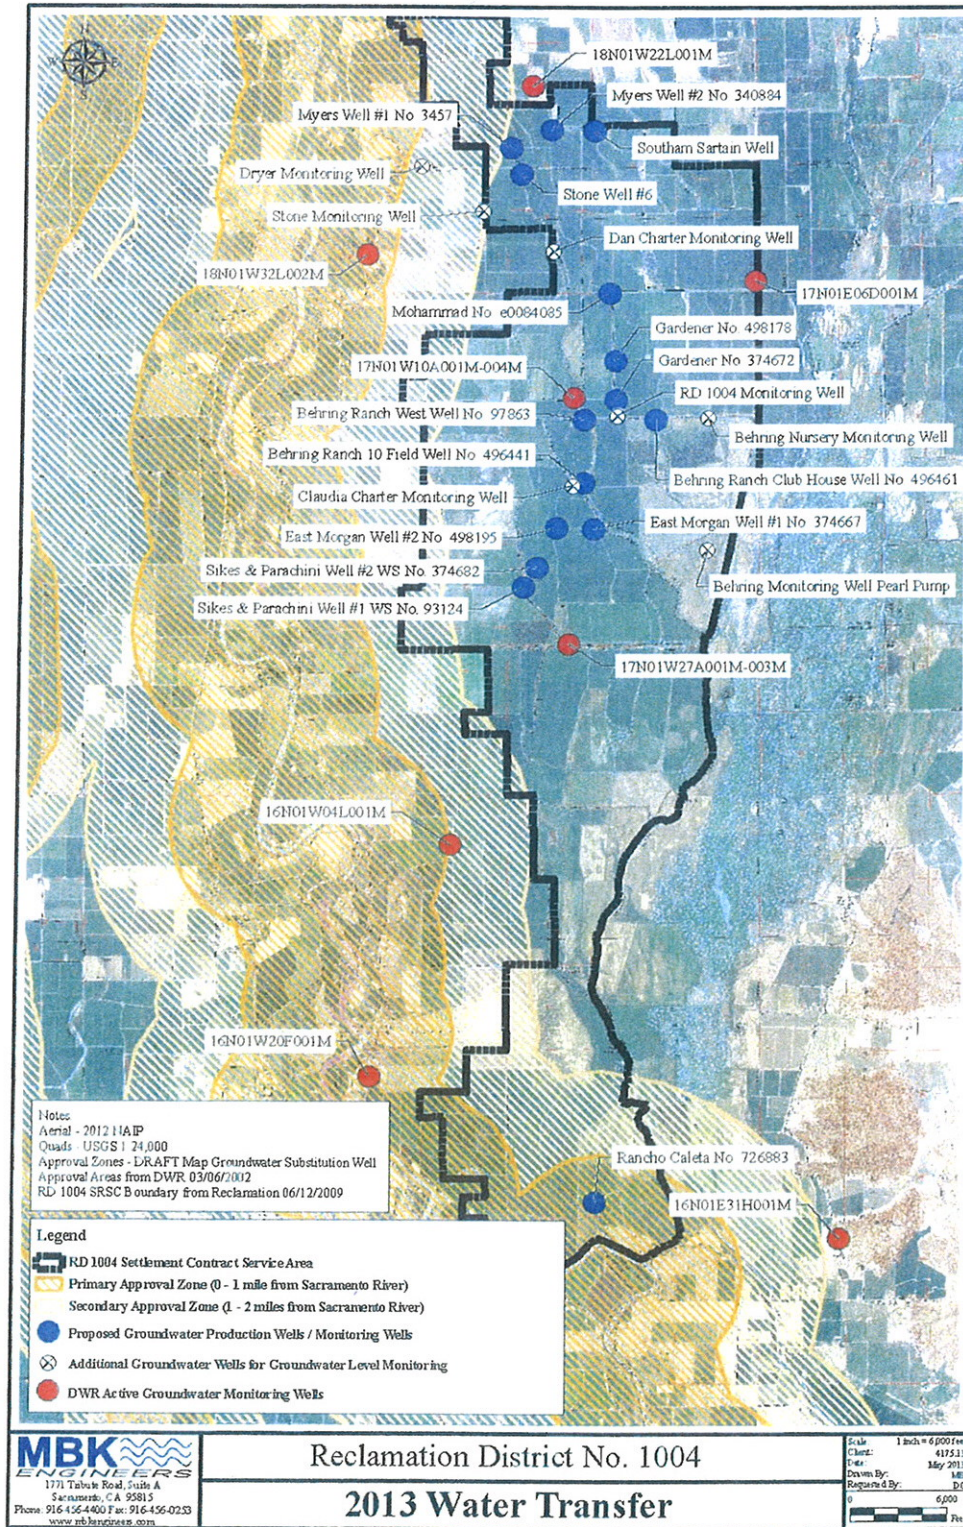 W
E
S
18N01W22L001M
Myers Well #2 No 340884
Myers Well #1 No 3457
Southam Sartain Well
Dryer Monitoring Well
Stone Well #6
Stone Monitoring Well
Dan Charter Monitoring Well
18N01W32L002M
17N01E06D001M
Mohammad No e0084085
Gardener No. 498178
17N01W10A001M-004M
Gardener No 374672
RD 1004 Monitoring Well
Behring Ranch West Well No 97863
Behring Nursery Monitoring Well
Behring Ranch 10 Field Well No 496441
Behring Ranch Club House Well No 496461
Claudia Charter Monitoring Well
East Morgan Well #1 No 374667
East Morgan Well #2 No 498195
Sikes & Parachini Well #2 WS No. 374682
Behring Monitoring Well Pearl Pump
Sikes & Parachini Well #1 WS No. 93124
17N01W27A001M-003M
16N01W04L001M
16N01W20F001M
Rancho Caleta No 726883
16N01E31H001M
Notes
Aerial - 2012 NAIP
Quads - USGS 1 24,000
Approval Zones - DRAFT Map Groundwater Substitution Well
Approval Areas from DWR 03/06/2002
RD 1004 SRSC Boundary from Reclamation 06/12/2009
Legend
RD 1004 Settlement Contract Service Area
Primary Approval Zone (0 - 1 mile from Sacramento River)
Secondary Approval Zone (1 - 2 miles from Sacramento River)
Proposed Groundwater Production Wells / Monitoring Wells
Additional Groundwater Wells for Groundwater Level Monitoring
DWR Active Groundwater Monitoring Wells
MBK
ENGINEERS
1771 Tribute Road, Suite A
Sacramento, CA 95815
Phone: 916-456-4400 Fax: 916-456-0253
www.mbkengineers.com
Reclamation District No. 1004
2013 Water Transfer
Scale: 1 inch = 6,000 fee
Client: 4175.1
Date: May 201
Drawn By:
Requested By:
0 6,000
Fee